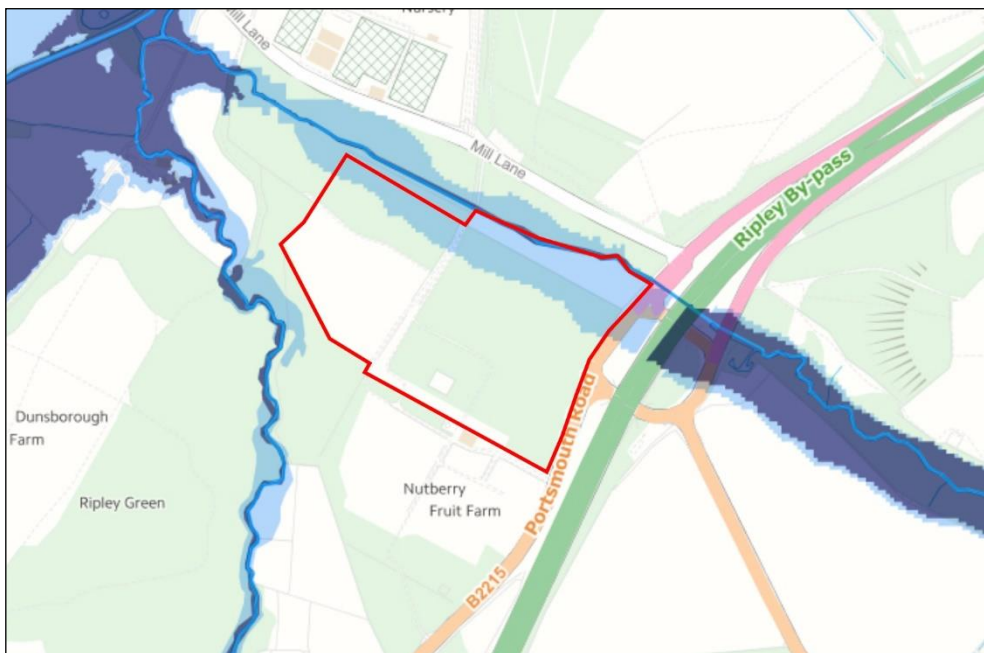 Nursery
Mill Lane
Mill Lane
Ripley By-pass
Dunsborough
Farm
Ripley Green
Nutberry
Fruit Farm
Portsmouth Road
B2215